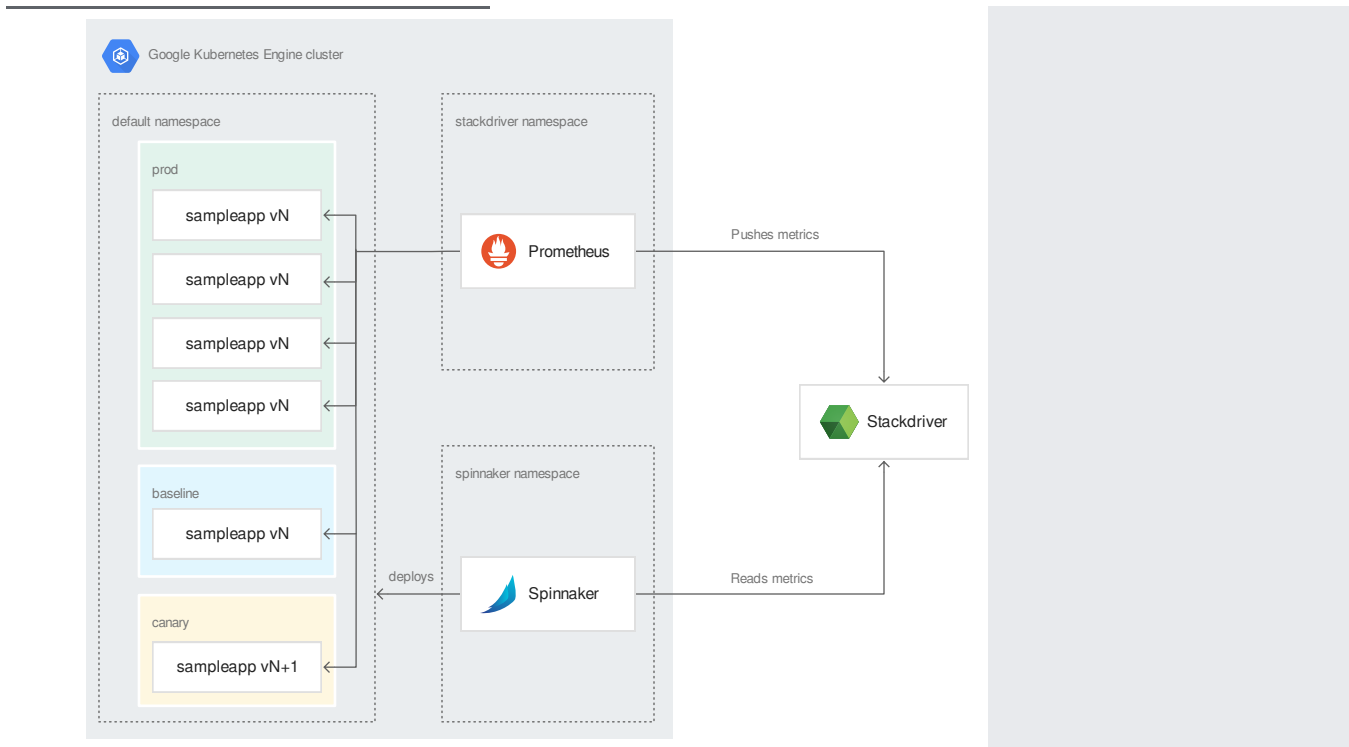 Google Kubernetes Engine cluster
default namespace
prod
sampleapp vN
sampleapp vN
sampleapp vN
sampleapp vN
baseline
sampleapp vN
canary
sampleapp vN+1
stackdriver namespace
Prometheus
Pushes metrics
Stackdriver
spinnaker namespace
deploys
Spinnaker
Reads metrics